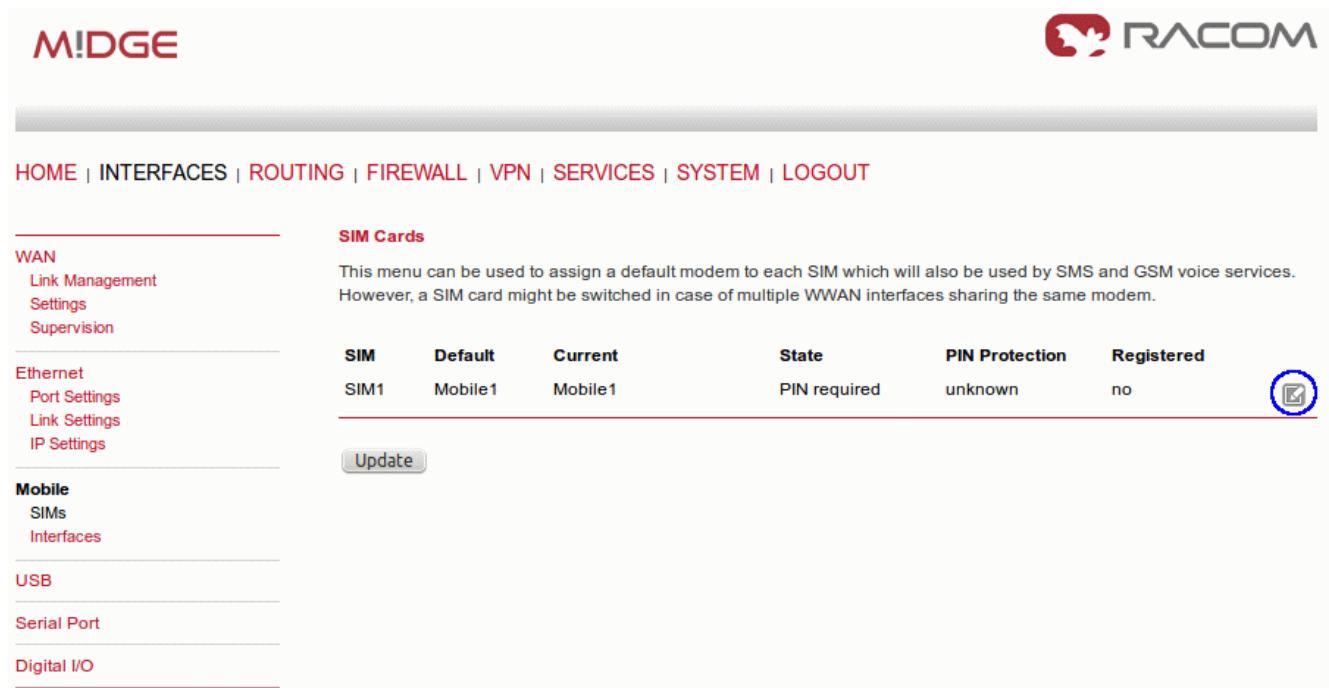 M!DGE
RACOM
HOME | INTERFACES | ROUTING | FIREWALL | VPN | SERVICES | SYSTEM | LOGOUT
WAN
Link Management
Settings
Supervision
Ethernet
Port Settings
Link Settings
IP Settings
Mobile
SIMs
Interfaces
USB
Serial Port
Digital I/O
SIM Cards
This menu can be used to assign a default modem to each SIM which will also be used by SMS and GSM voice services.
However, a SIM card might be switched in case of multiple WWAN interfaces sharing the same modem.
SIM Default Current State PIN Protection Registered
SIM1 Mobile1 Mobile1 PIN required unknown no
Update